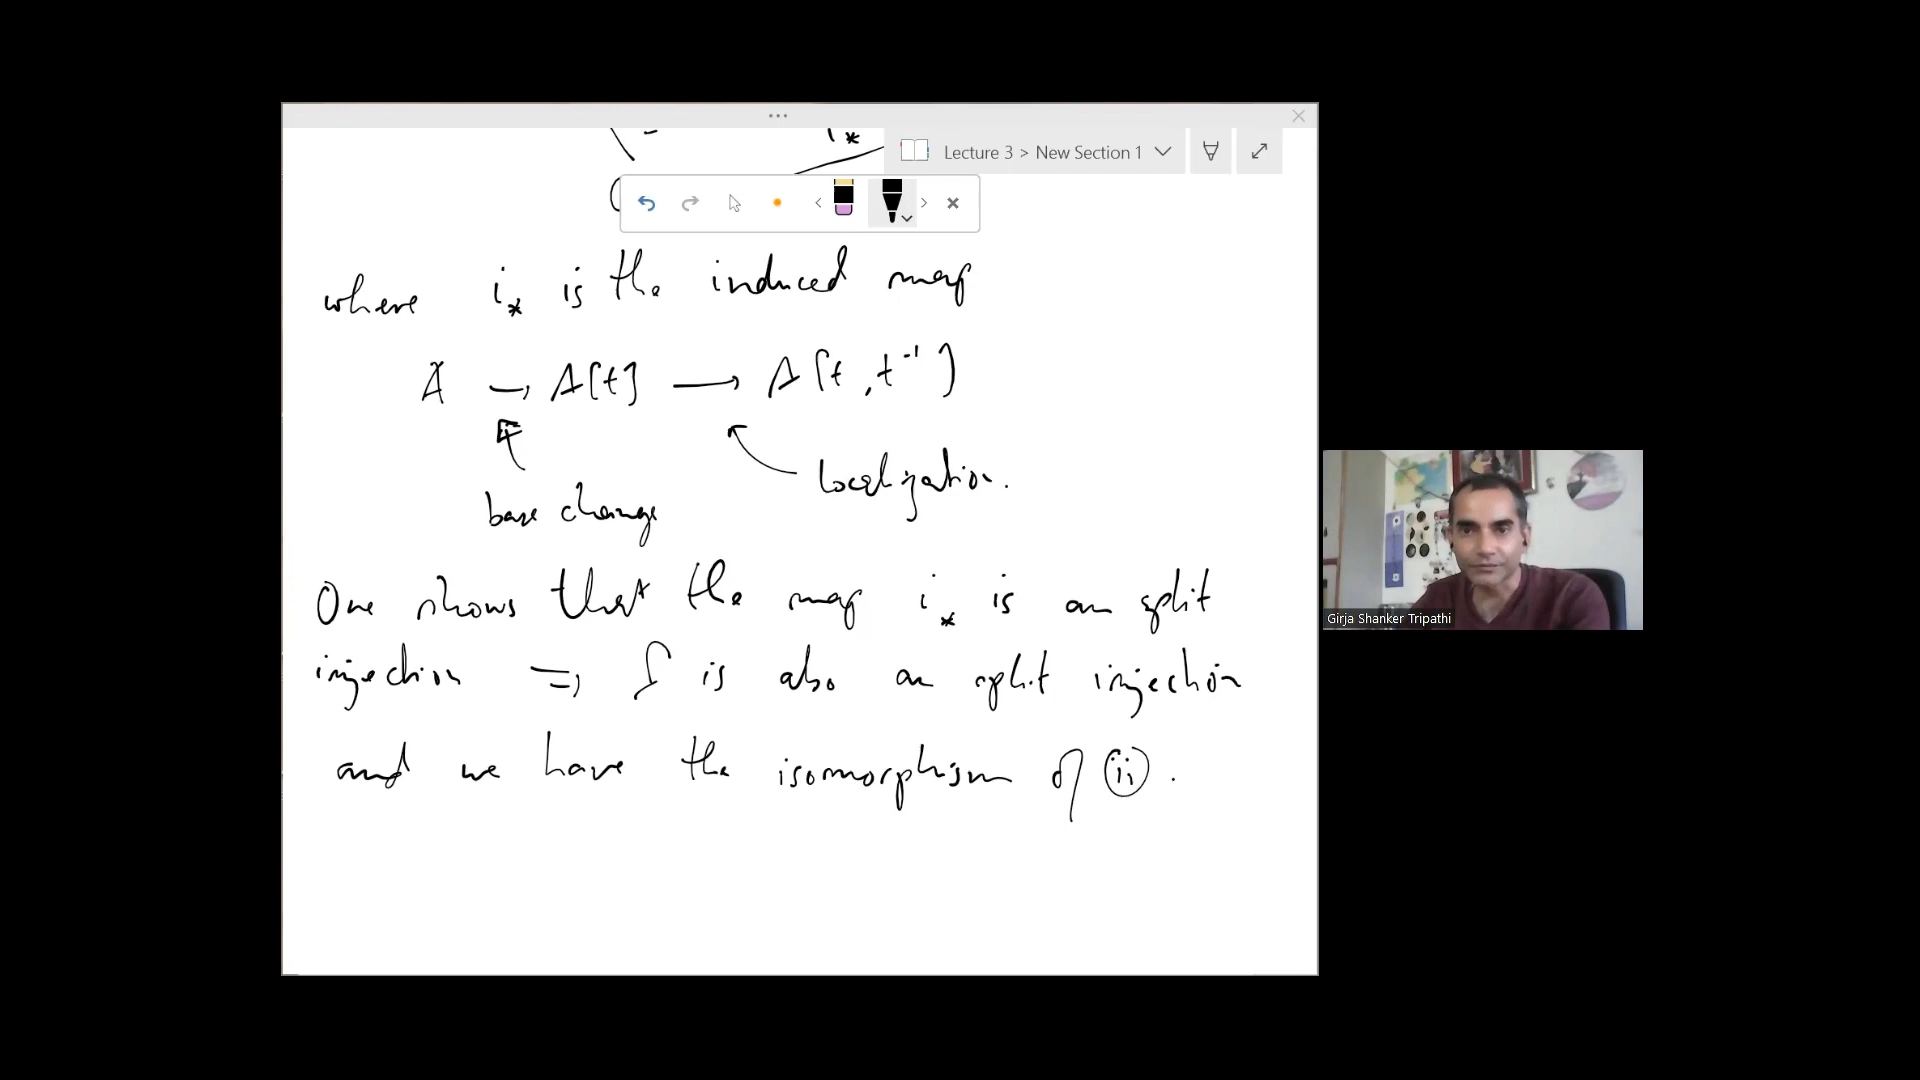 i*
Lecture 3 > New Section 1
where i* is the induced map
A → A[t] → A[t, t⁻¹]
base change
Localization.
One shows that the map i* is an split
injection ⇒ ∫ is also an split injection
and we have the isomorphism of (ii).
Girja Shanker Tripathi